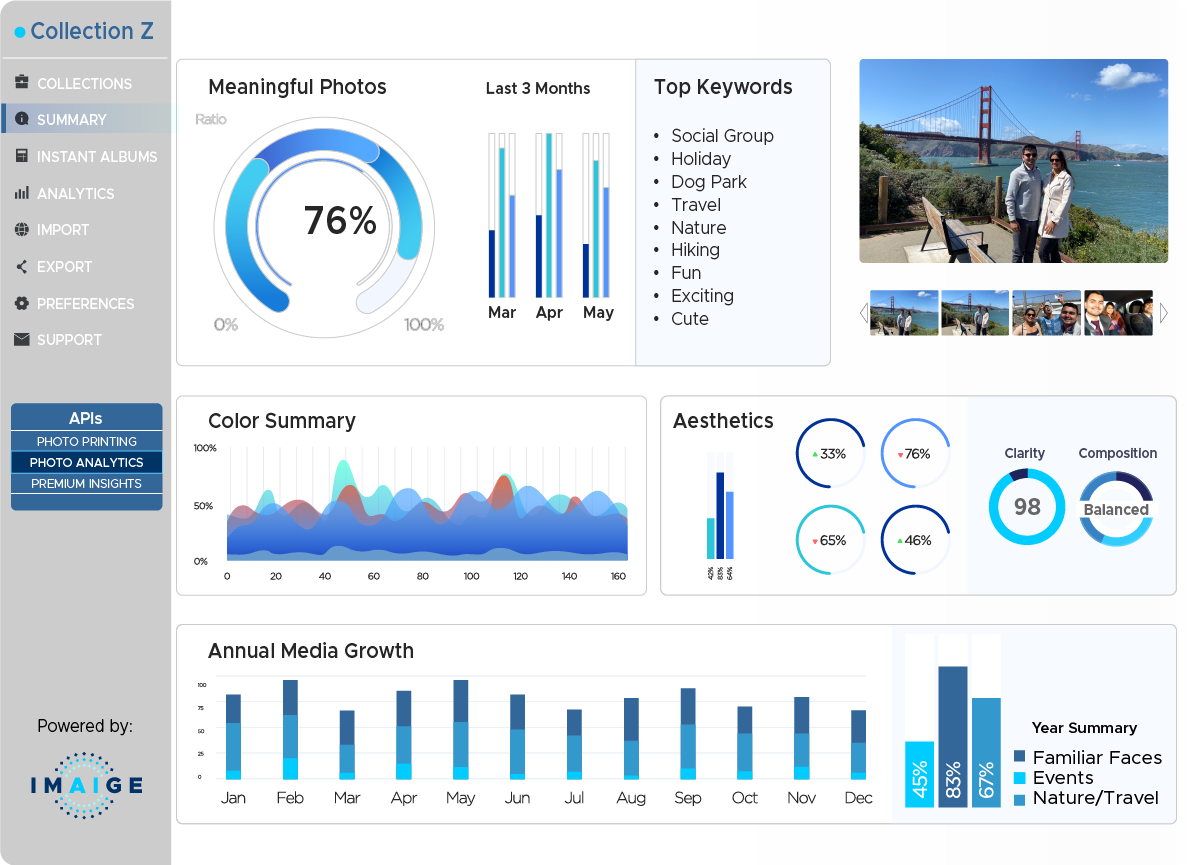 Collection Z
COLLECTIONS
SUMMARY
INSTANT ALBUMS
ANALYTICS
IMPORT
EXPORT
PREFERENCES
SUPPORT
APIs
PHOTO PRINTING
PHOTO ANALYTICS
PREMIUM INSIGHTS
Powered by:
IMAIGE
Meaningful Photos
Ratio
76%
0%
100%
Last 3 Months
Mar Apr May
Top Keywords
• Social Group
• Holiday
• Dog Park
• Travel
• Nature
• Hiking
• Fun
• Exciting
• Cute
Color Summary
100%
50%
0%
0 20 40 60 80 100 120 140 160
Aesthetics
42% 83% 64%
33%
76%
65%
46%
Clarity
98
Composition
Balanced
Annual Media Growth
100
75
50
25
0
Jan Feb Mar Apr May Jun Jul Aug Sep Oct Nov Dec
45% 83% 67%
Year Summary
Familiar Faces
Events
Nature/Travel